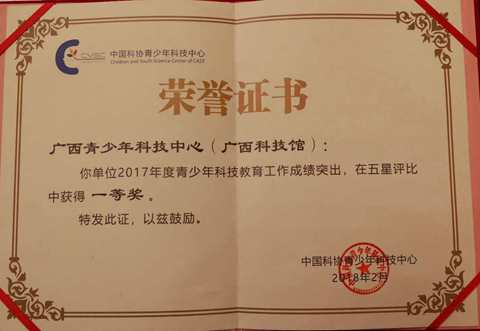 CYSC 中国科协青少年科技中心
Children and Youth Science Center of CAST
荣誉证书
广西青少年科技中心（广西科技馆）：
你单位2017年度青少年科技教育工作成绩突出，在五星评比
中获得 一等奖 。
特发此证，以兹鼓励。
中国科协青少年科技中心
2018年2月